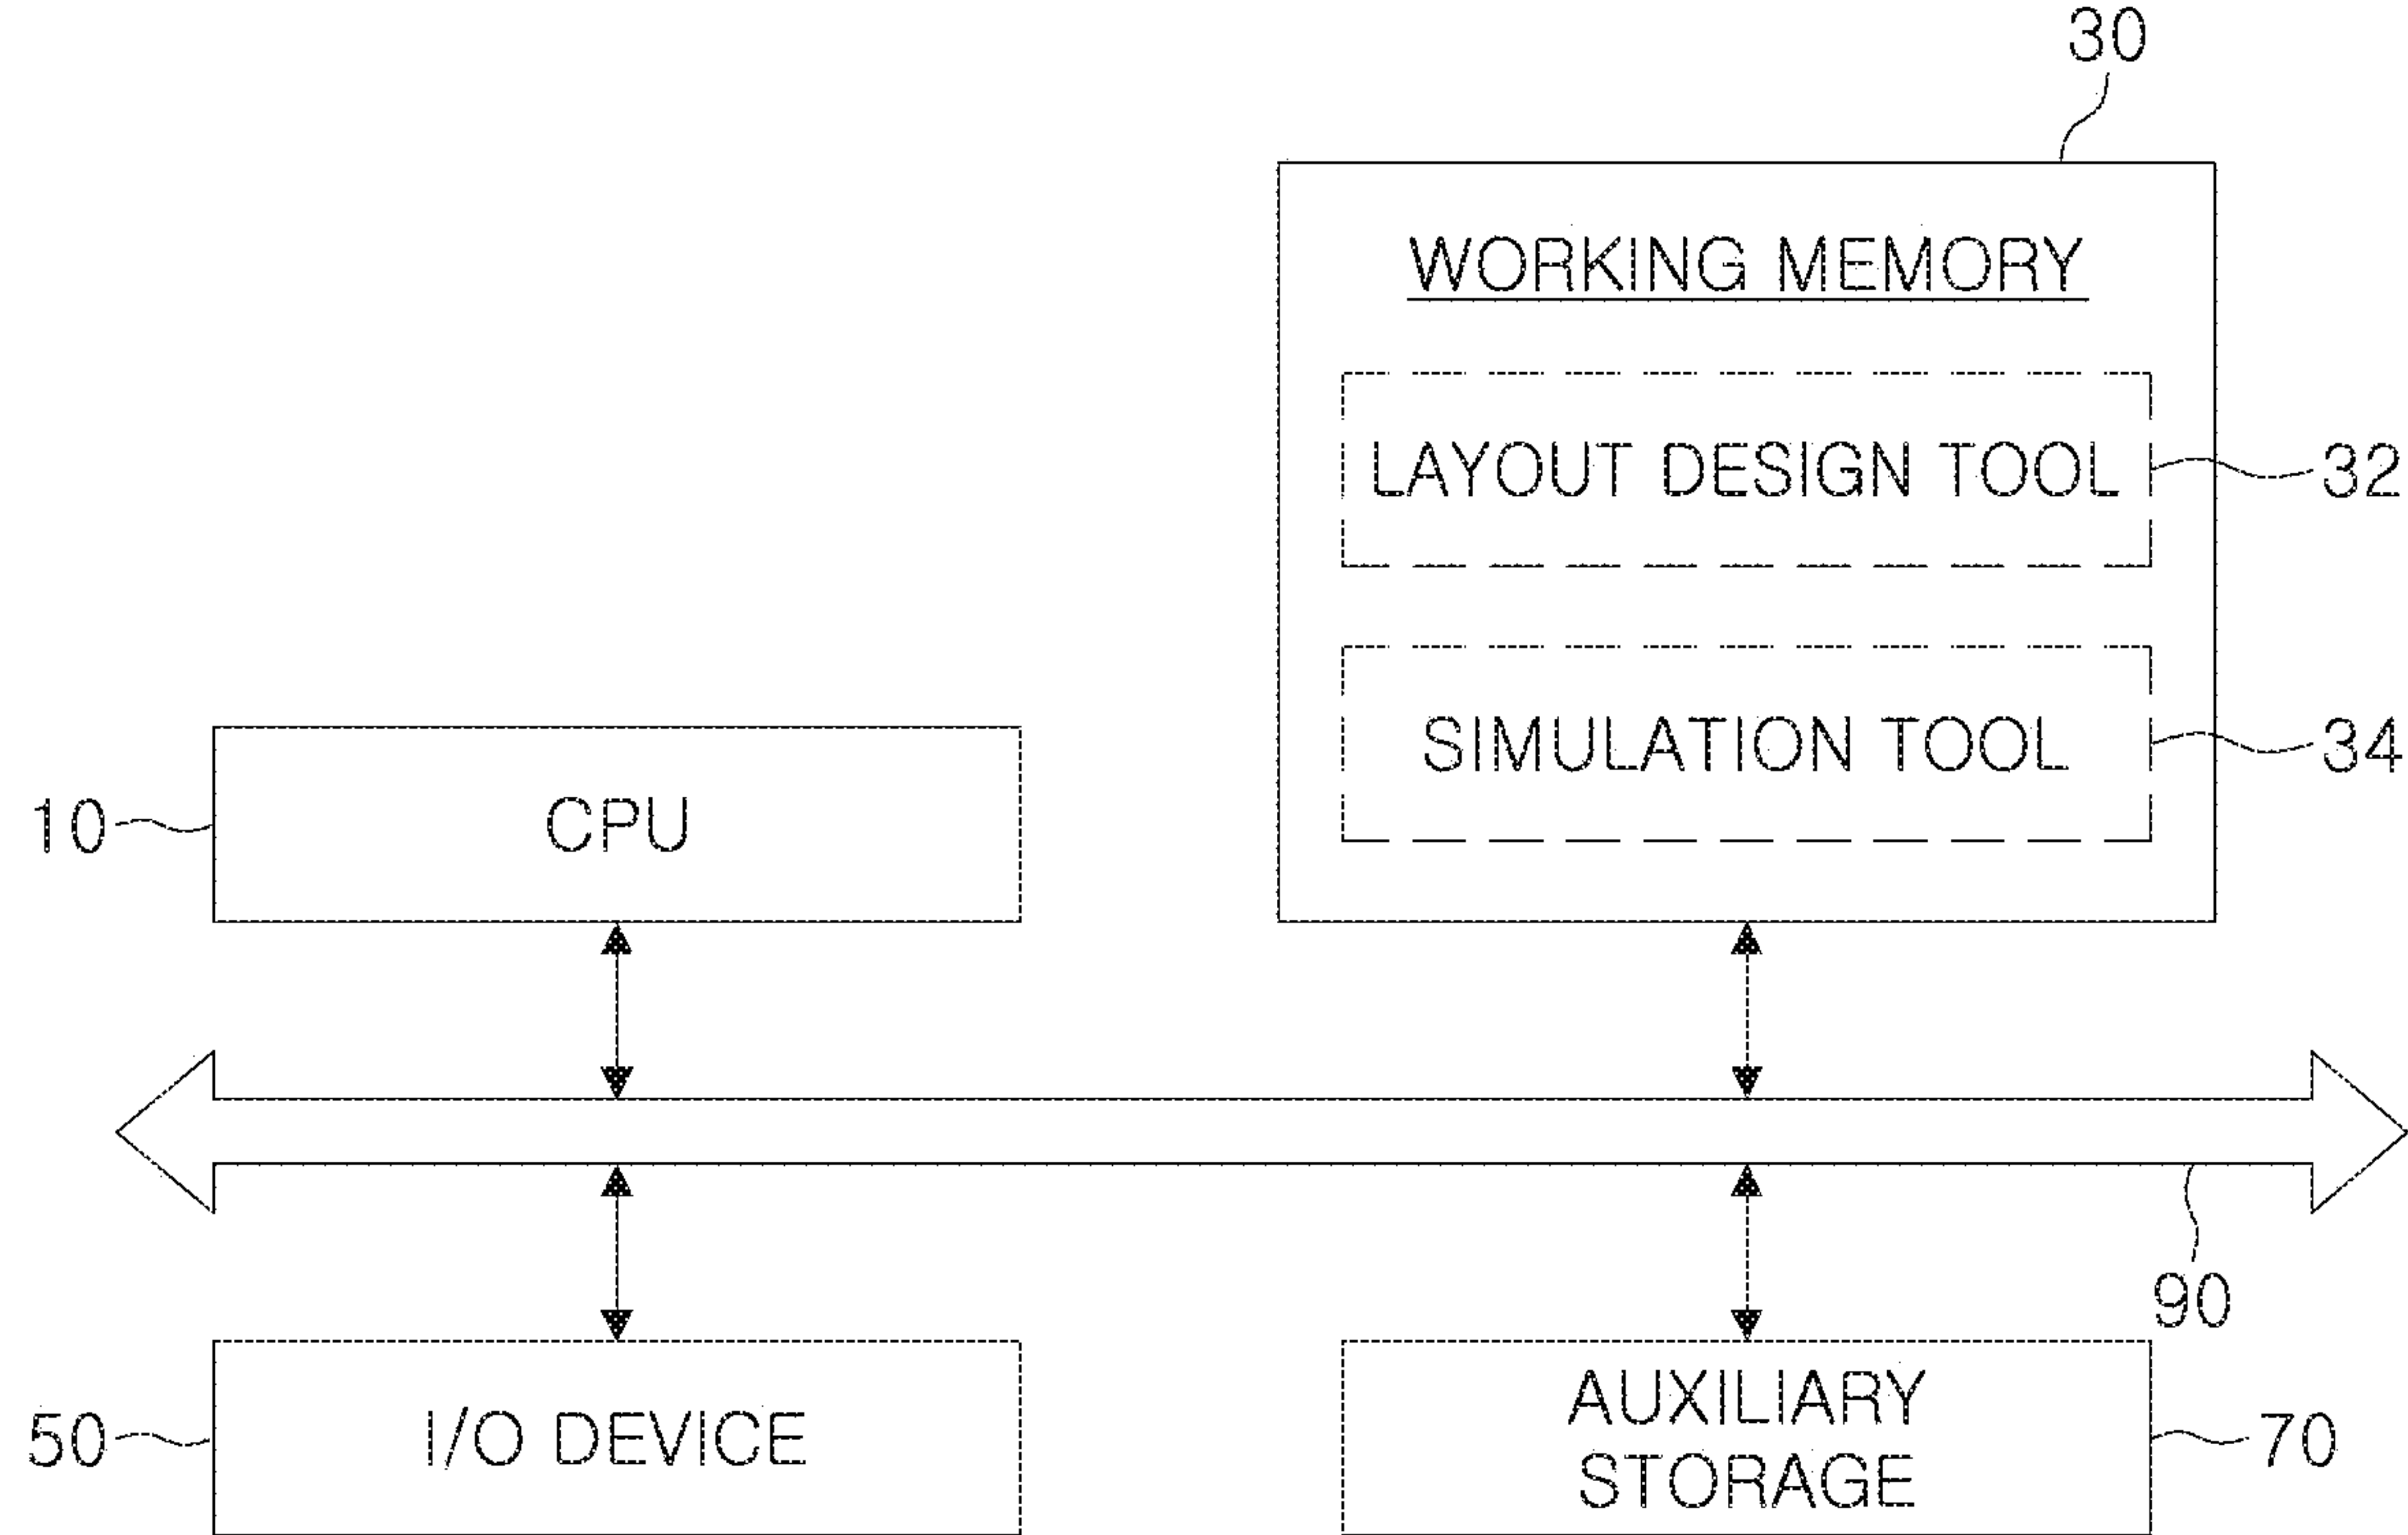 30
WORKING MEMORY
LAYOUT DESIGN TOOL
32
SIMULATION TOOL
34
10
CPU
90
50
I/O DEVICE
AUXILIARY
STORAGE
70